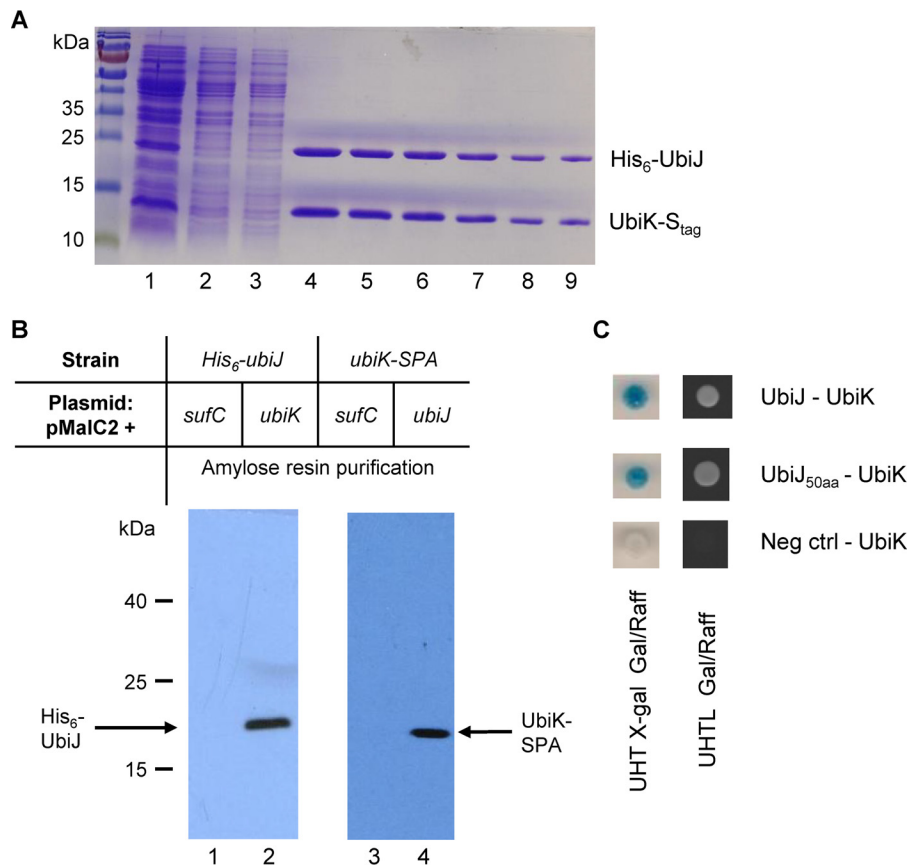 A
kDa
35
25
15
10
His6-UbiJ
UbiK-Stag
1 2 3 4 5 6 7 8 9
B
Strain His6-ubiJ ubiK-SPA
Plasmid: pMalC2 + sufC ubiK sufC ubiJ
Amylose resin purification
kDa
40
25
15
His6-
UbiJ
UbiK-
SPA
1 2 3 4
C
UbiJ - UbiK
UbiJ50aa - UbiK
Neg ctrl - UbiK
UHT X-gal Gal/Raff
UHTL Gal/Raff